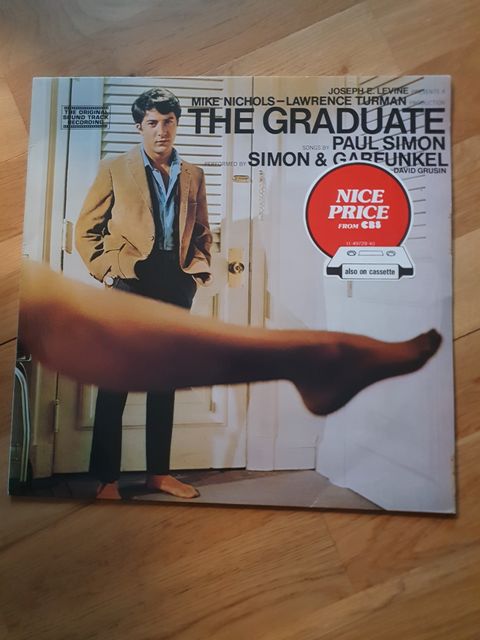 JOSEPH E. LEVINE PRESENTS A
MIKE NICHOLS–LAWRENCE TURMAN PRODUCTION
THE ORIGINAL
SOUND TRACK
RECORDING
THE GRADUATE
SONGS BY PAUL SIMON
PERFORMED BY SIMON & GARFUNKEL
DAVID GRUSIN
NICE
PRICE
FROM CBS
also on cassette